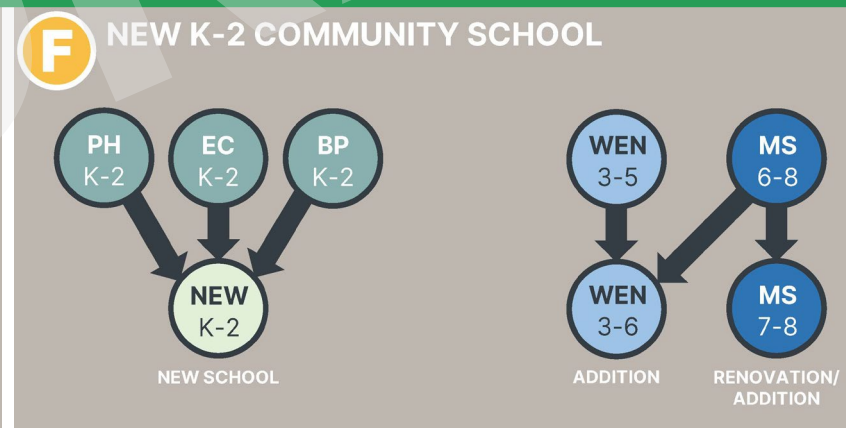 F
NEW K-2 COMMUNITY SCHOOL
PH
K-2
EC
K-2
BP
K-2
WEN
3-5
MS
6-8
NEW
K-2
WEN
3-6
MS
7-8
NEW SCHOOL
ADDITION
RENOVATION/
ADDITION